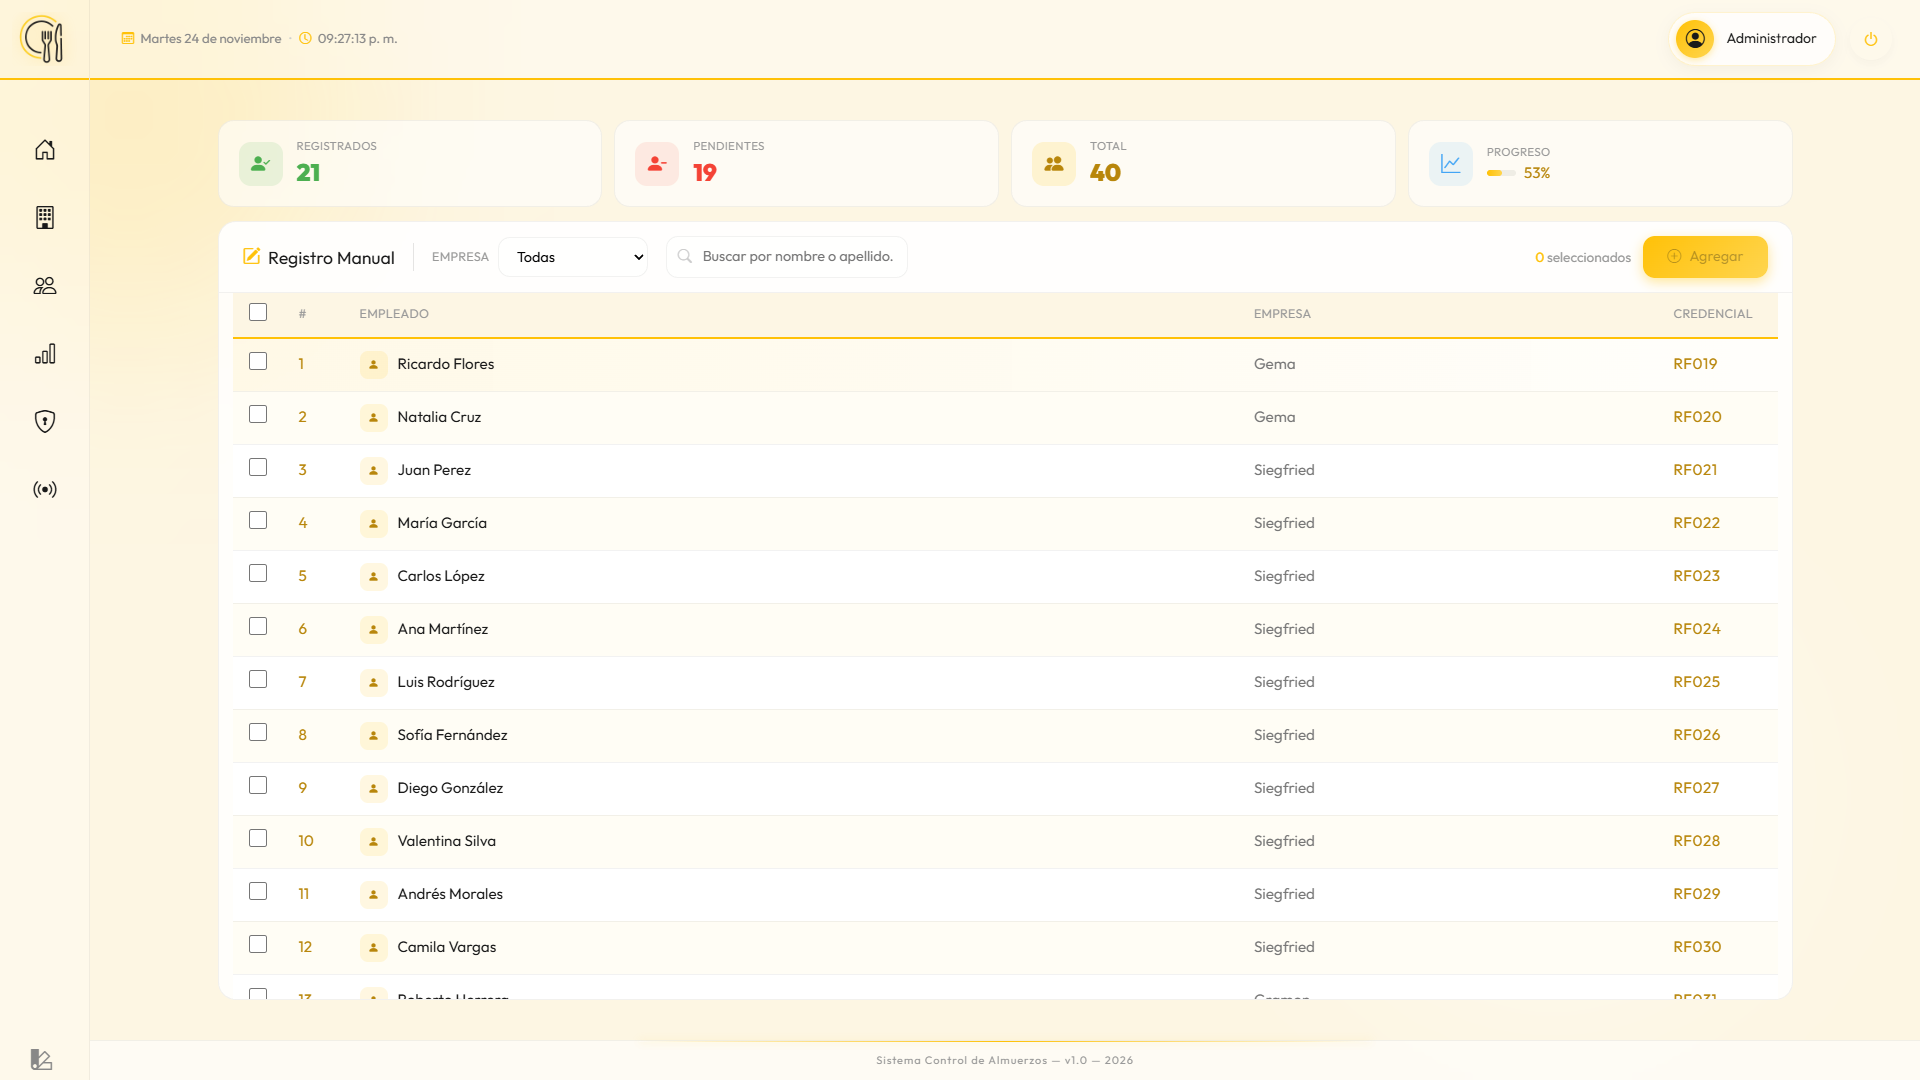 Martes 24 de noviembre · 09:27:13 p. m.
Administrador
REGISTRADOS
21
PENDIENTES
19
TOTAL
40
PROGRESO
53%
Registro Manual
EMPRESA
Todas
Buscar por nombre o apellido.
0 seleccionados
Agregar
# EMPLEADO EMPRESA CREDENCIAL
1 Ricardo Flores Gema RF019
2 Natalia Cruz Gema RF020
3 Juan Perez Siegfried RF021
4 María García Siegfried RF022
5 Carlos López Siegfried RF023
6 Ana Martínez Siegfried RF024
7 Luis Rodríguez Siegfried RF025
8 Sofía Fernández Siegfried RF026
9 Diego González Siegfried RF027
10 Valentina Silva Siegfried RF028
11 Andrés Morales Siegfried RF029
12 Camila Vargas Siegfried RF030
13 Roberto Herrera RF031
Sistema Control de Almuerzos — v1.0 — 2026